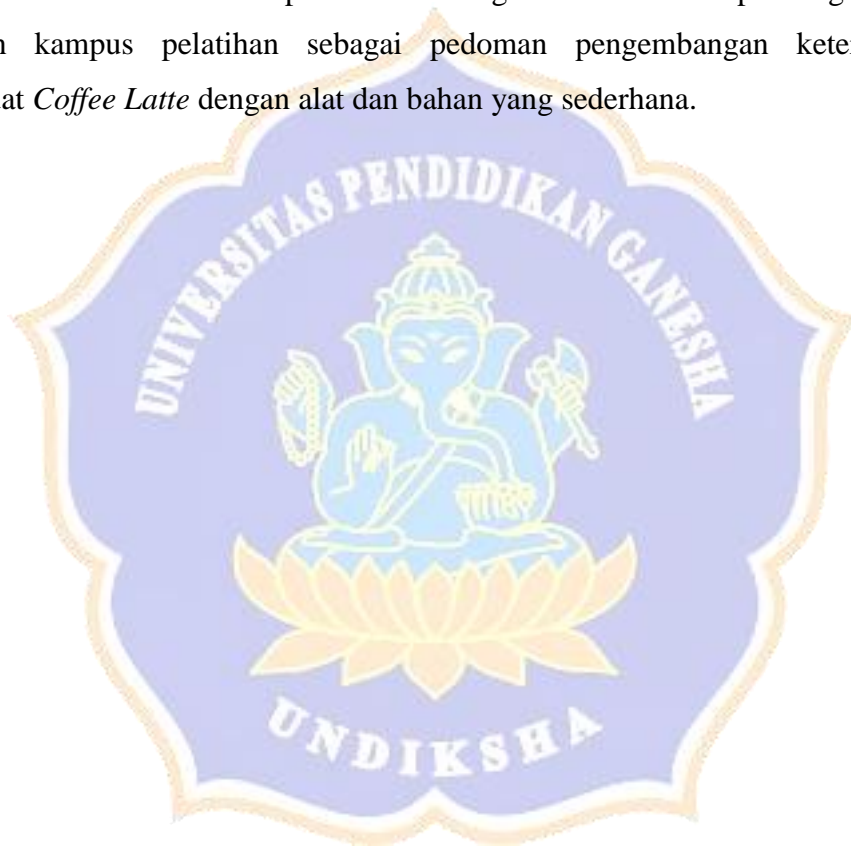 kampus pelatihan sebagai pedoman pengembangan
Coffee Latte dengan alat dan bahan yang sederhana.
UNIVERSITAS PENDIDIKAN GANESHA
UNDIKSHA